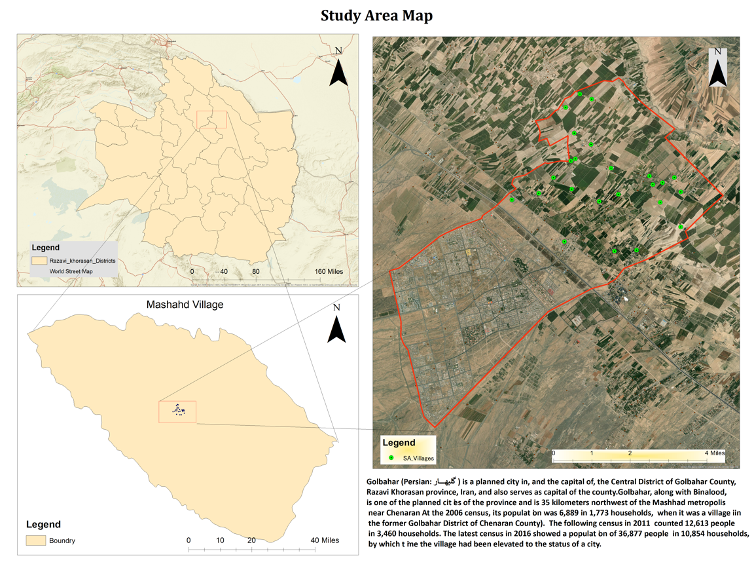 Study Area Map
N
Legend
Razavi_khorasan_Districts
World Street Map
0 40 80 160 Miles
Mashahd Village
N
Legend
Boundry
0 10 20 40 Miles
N
Legend
SA_Villages
0 1 2 4 Miles
Golbahar (Persian: گلبهـــار ) is a planned city in, and the capital of, the Central District of Golbahar County,
Razavi Khorasan province, Iran, and also serves as capital of the county.Golbahar, along with Binalood,
is one of the planned cit es of the province and is 35 kilometers northwest of the Mashhad metropolis
near Chenaran At the 2006 census, its populat on was 6,889 in 1,773 households, when it was a village (in
the former Golbahar District of Chenaran County). The following census in 2011 counted 12,613 people
in 3,460 households. The latest census in 2016 showed a populat on of 36,877 people in 10,854 households,
by which t me the village had been elevated to the status of a city.